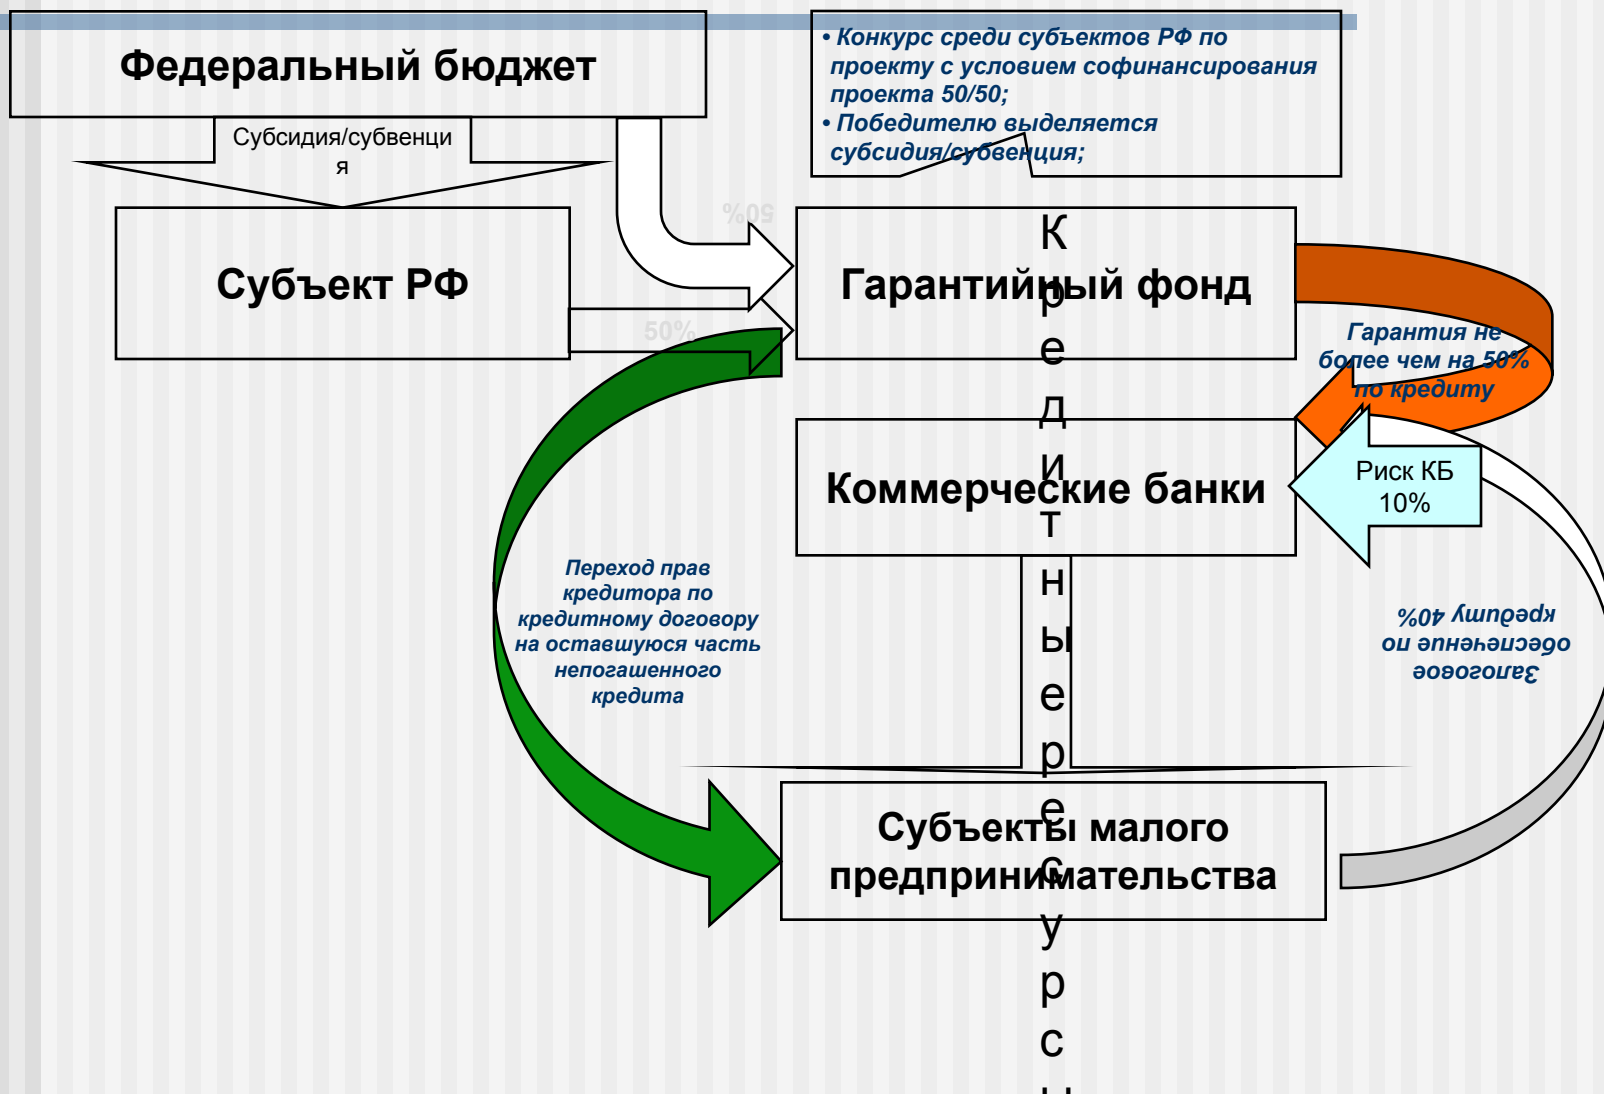 Федеральный бюджет
• Конкурс среди субъектов РФ по
проекту с условием софинансирования
проекта 50/50;
• Победителю выделяется
субсидия/субвенция;
Субсидия/субвенци
я
50%
Субъект РФ
Гарантийный фонд
50%
Гарантия не
более чем на 50%
по кредиту
Коммерческие банки
Риск КБ
10%
Переход прав
кредитора по
кредитному договору
на оставшуюся часть
непогашенного
кредита
Залоговое
обеспечение по
кредиту 40%
Субъекты малого
предпринимательства
К
р
е
д
и
т
н
ы
е
р
е
с
у
р
с